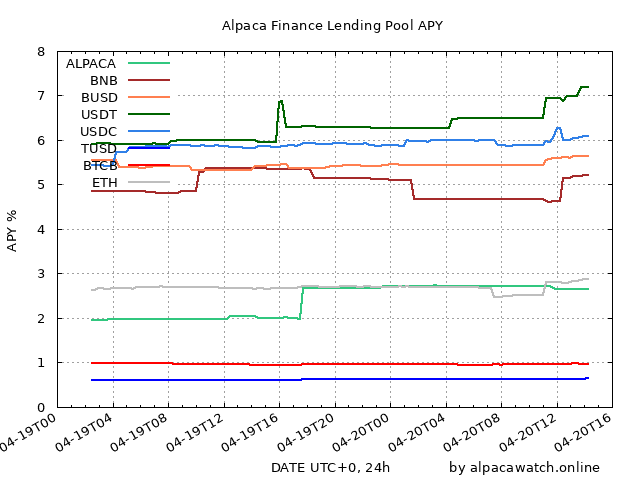 Alpaca Finance Lending Pool APY
8
7
6
5
4
3
2
1
0
APY %
ALPACA
BNB
BUSD
USDT
USDC
TUSD
BTCB
ETH
04-19T00
04-19T04
04-19T08
04-19T12
04-19T16
04-19T20
04-20T00
04-20T04
04-20T08
04-20T12
04-20T16
DATE UTC+0, 24h
by alpacawatch.online